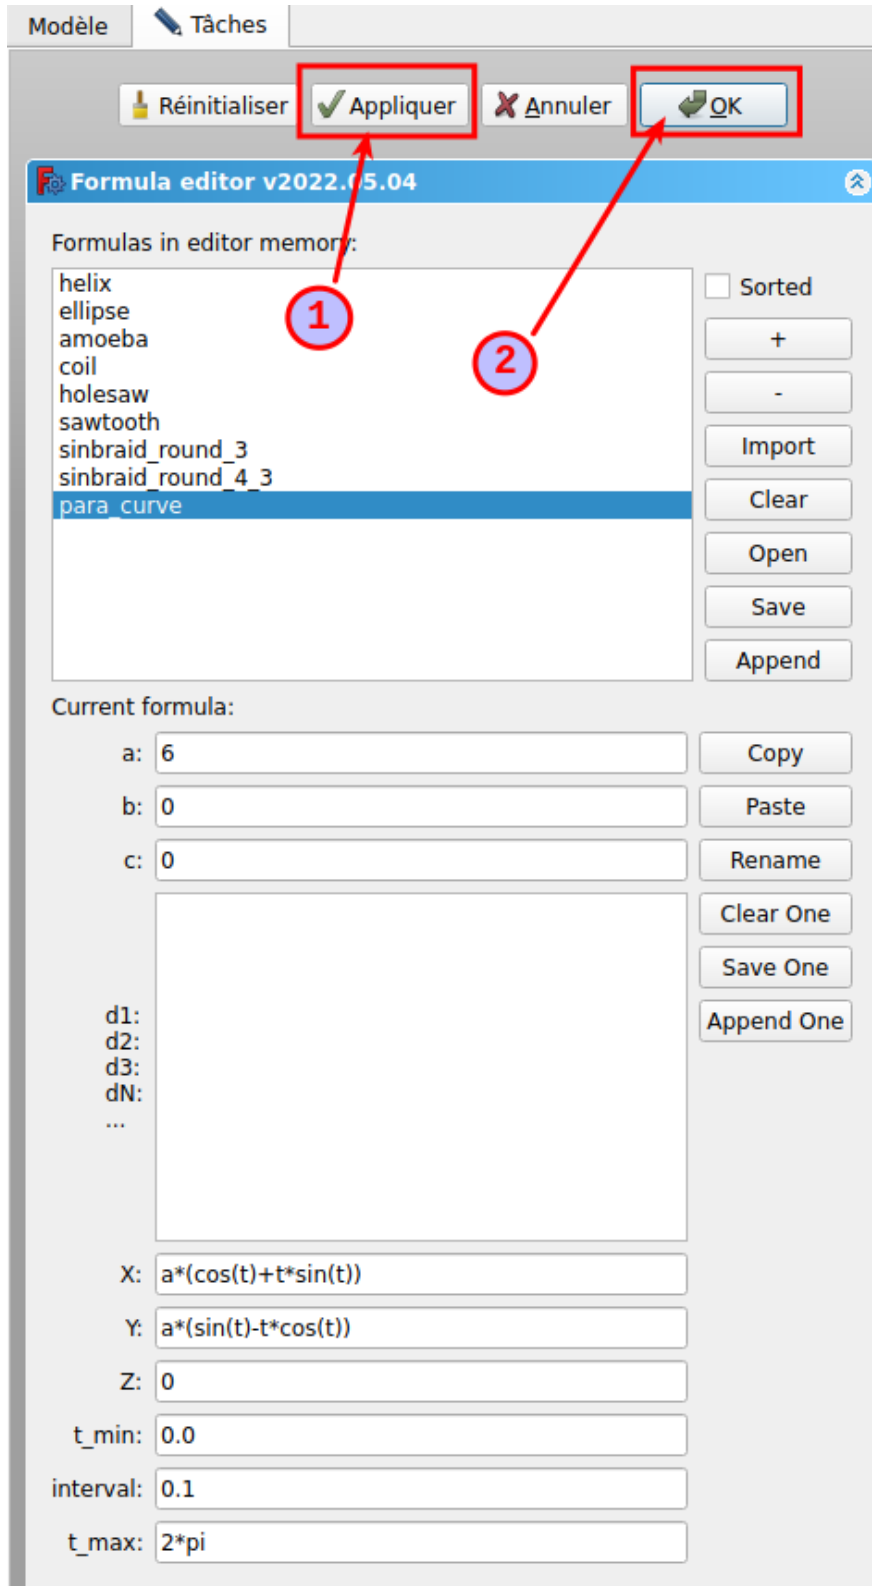 Modèle
Tâches
Réinitialiser
Appliquer
Annuler
OK
Formula editor v2022.05.04
Formulas in editor memory:
helix
ellipse
amoeba
coil
holesaw
sawtooth
sinbraid_round_3
sinbraid_round_4_3
para_curve
1
2
Sorted
+
-
Import
Clear
Open
Save
Append
Current formula:
a: 6
Copy
b: 0
Paste
c: 0
Rename
Clear One
Save One
Append One
d1:
d2:
d3:
dN:
...
X: a*(cos(t)+t*sin(t))
Y: a*(sin(t)-t*cos(t))
Z: 0
t_min: 0.0
interval: 0.1
t_max: 2*pi